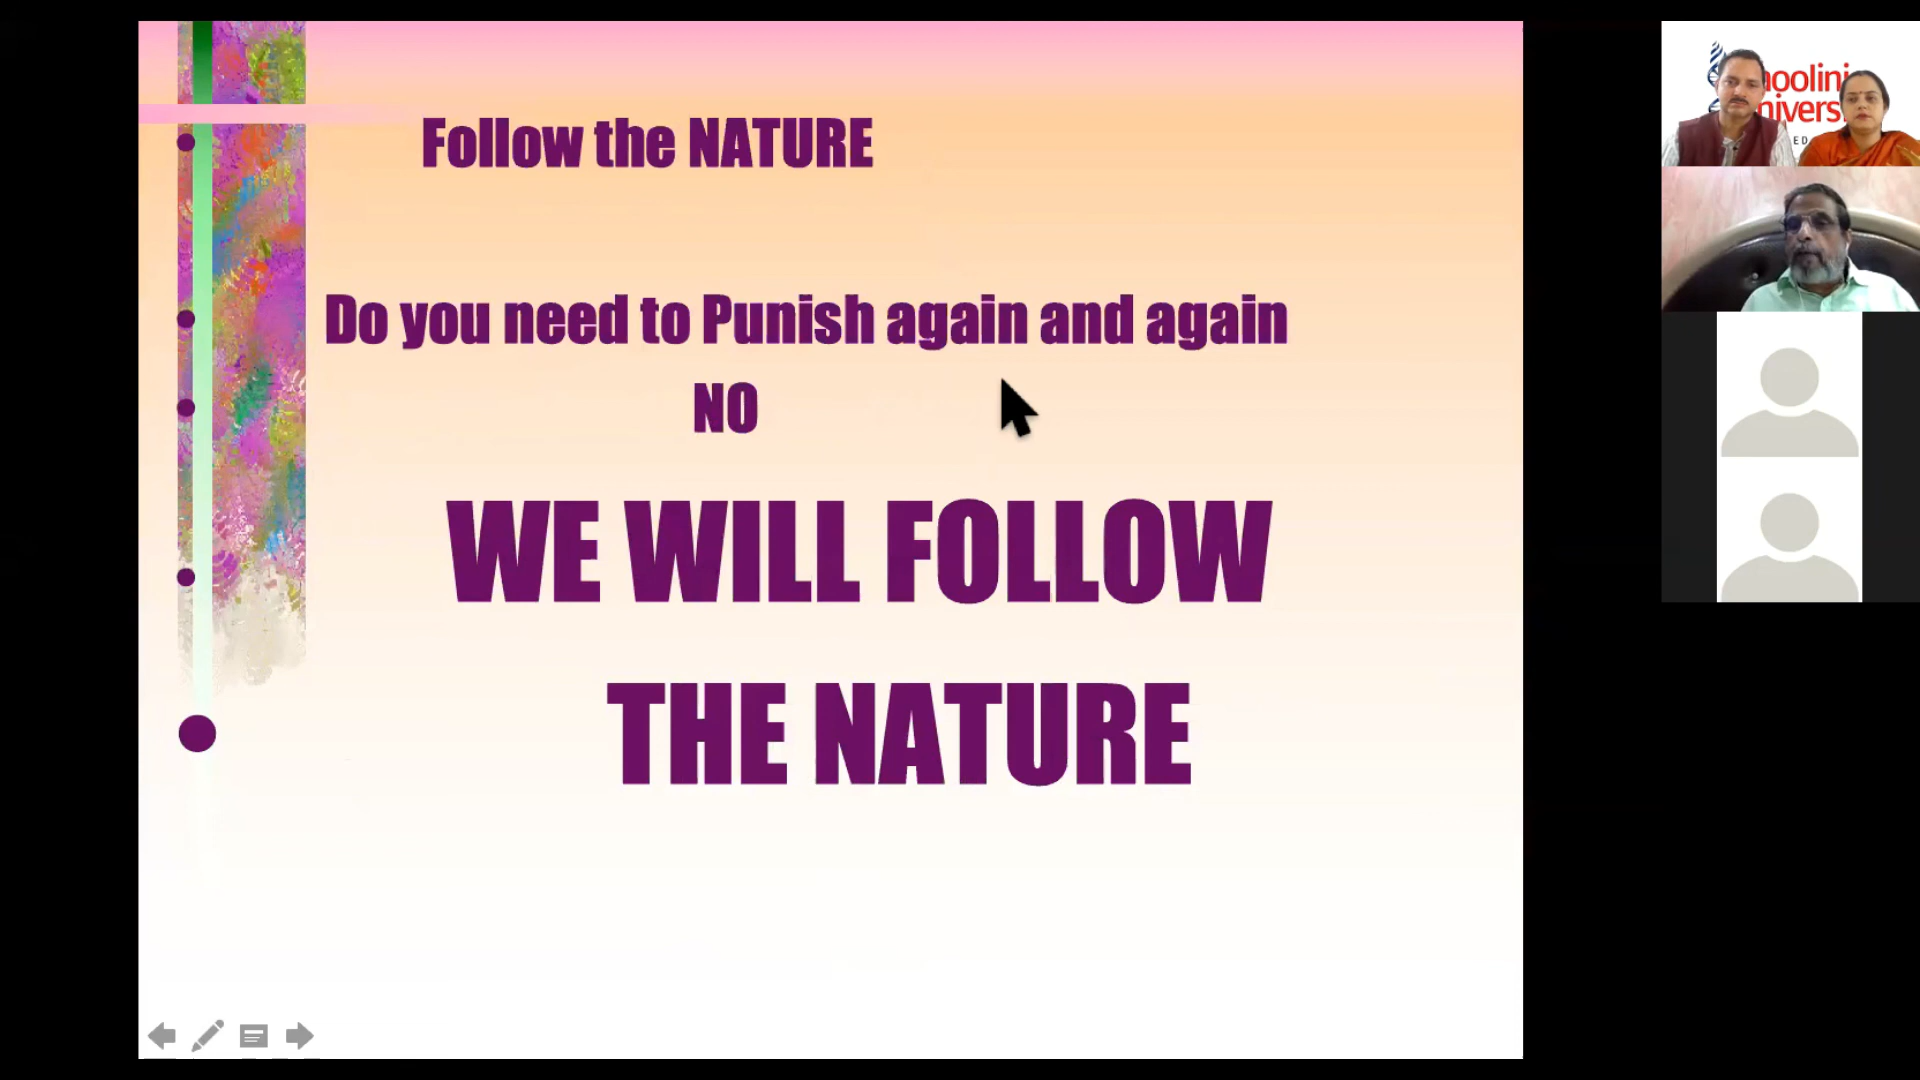 Follow the NATURE
Do you need to Punish again and again
NO
WE WILL FOLLOW
THE NATURE